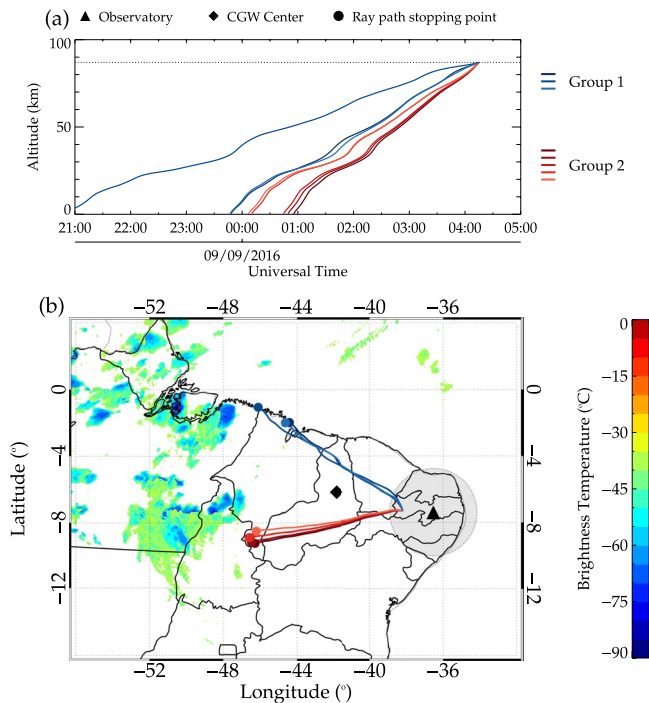 (a)
Observatory
CGW Center
Ray path stopping point
100
50
0
Altitude (km)
Group 1
Group 2
21:00 22:00 23:00 00:00 01:00 02:00 03:00 04:00 05:00
09/09/2016
Universal Time
(b)
−52 −48 −44 −40 −36
0 0
−4 −4
−8 −8
−12 −12
Latitude (°)
−52 −48 −44 −40 −36
Longitude (°)
0
−15
−30
−45
−60
−75
−90
Brightness Temperature (°C)